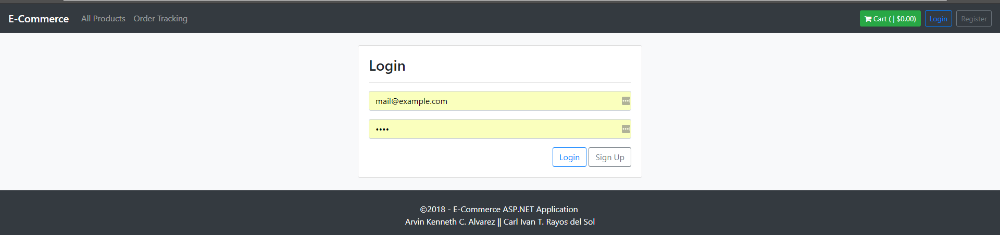 E-Commerce All Products Order Tracking Cart ( | $0.00) Login Register
Login
mail@example.com
••••
Login Sign Up
©2018 - E-Commerce ASP.NET Application
Arvin Kenneth C. Alvarez || Carl Ivan T. Rayos del Sol